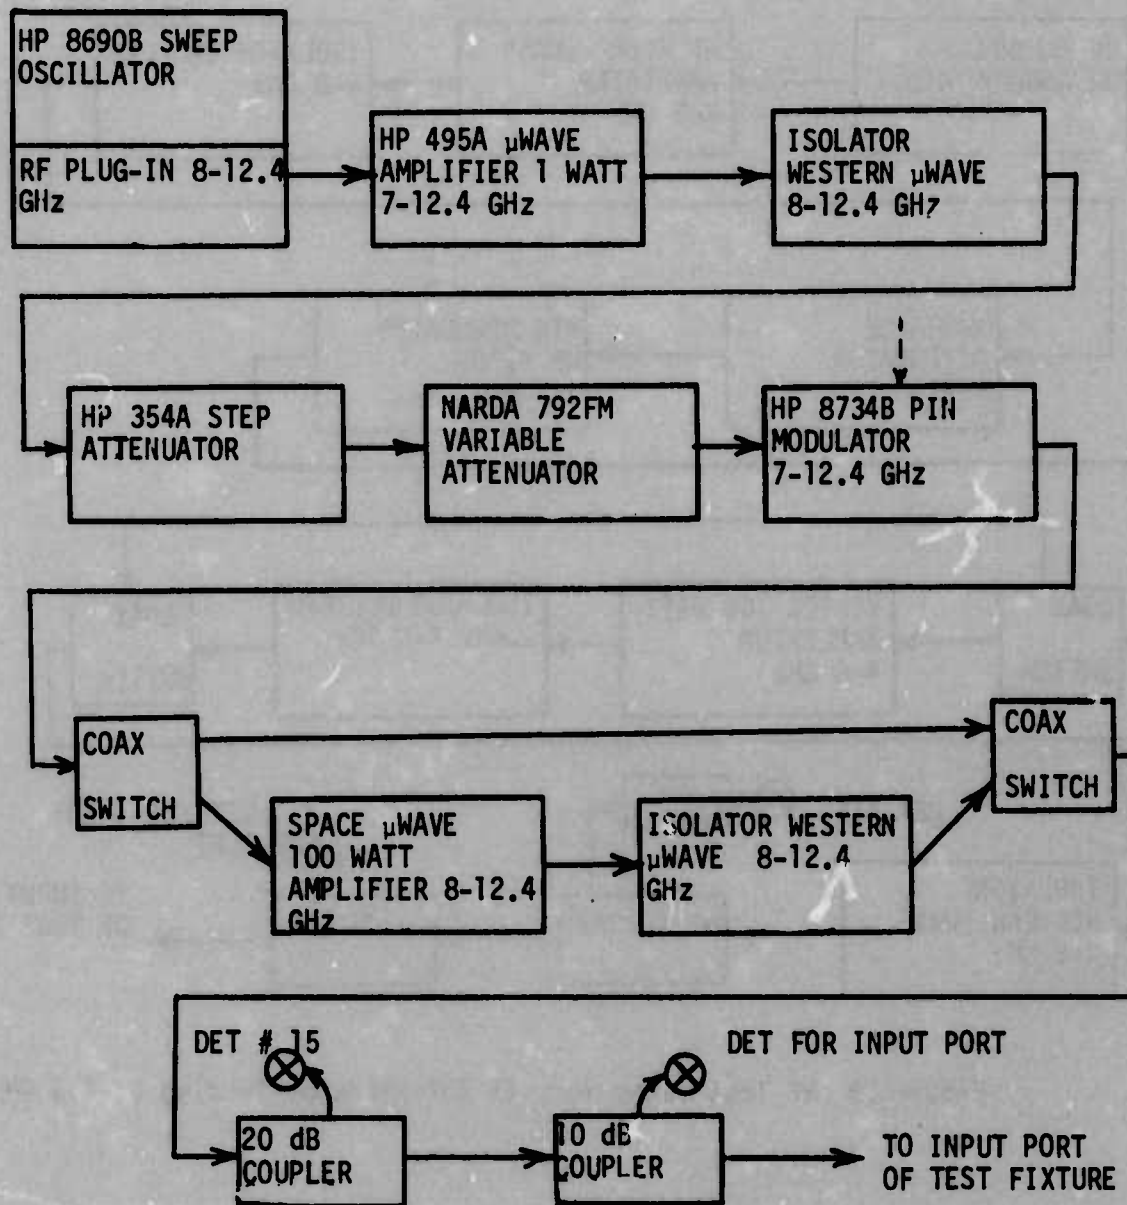 HP 8690B SWEEP
OSCILLATOR
RF PLUG-IN 8-12.4
GHz
HP 495A µWAVE
AMPLIFIER 1 WATT
7-12.4 GHz
ISOLATOR
WESTERN µWAVE
8-12.4 GHz
HP 354A STEP
ATTENUATOR
NARDA 792FM
VARIABLE
ATTENUATOR
HP 8734B PIN
MODULATOR
7-12.4 GHz
COAX
SWITCH
SPACE µWAVE
100 WATT
AMPLIFIER 8-12.4
GHz
ISOLATOR WESTERN
µWAVE 8-12.4
GHz
COAX
SWITCH
DET # 15
DET FOR INPUT PORT
20 dB
COUPLER
10 dB
COUPLER
TO INPUT PORT
OF TEST FIXTURE